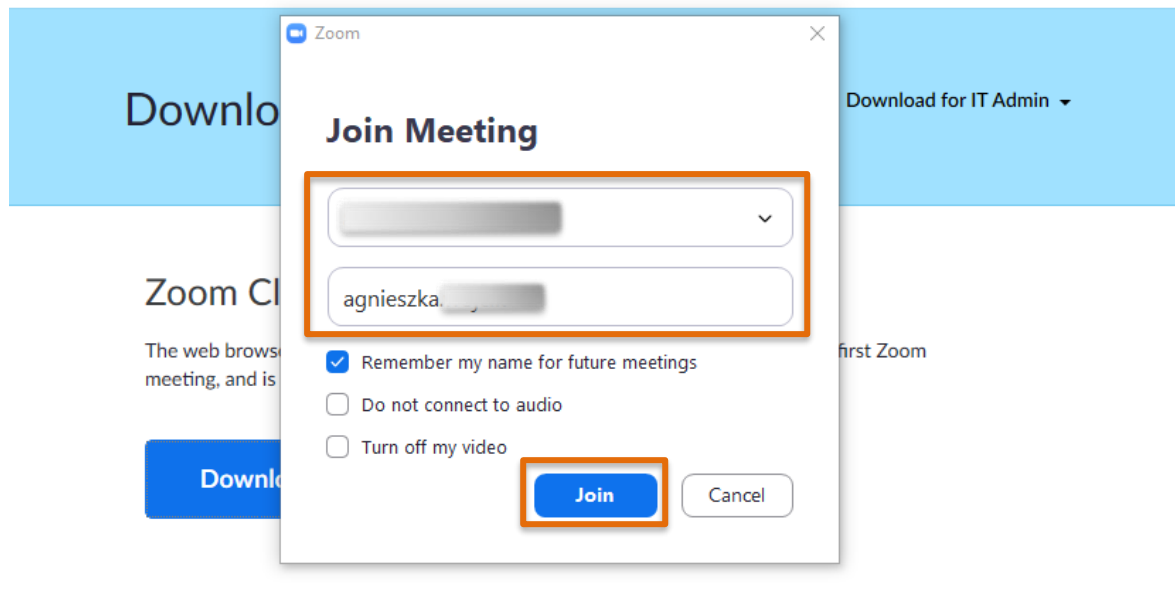 Zoom
Downlo
Download for IT Admin
Join Meeting
agnieszka.
Zoom Cl
The web browse
first Zoom
meeting, and is
Remember my name for future meetings
Do not connect to audio
Turn off my video
Downlo
Join
Cancel